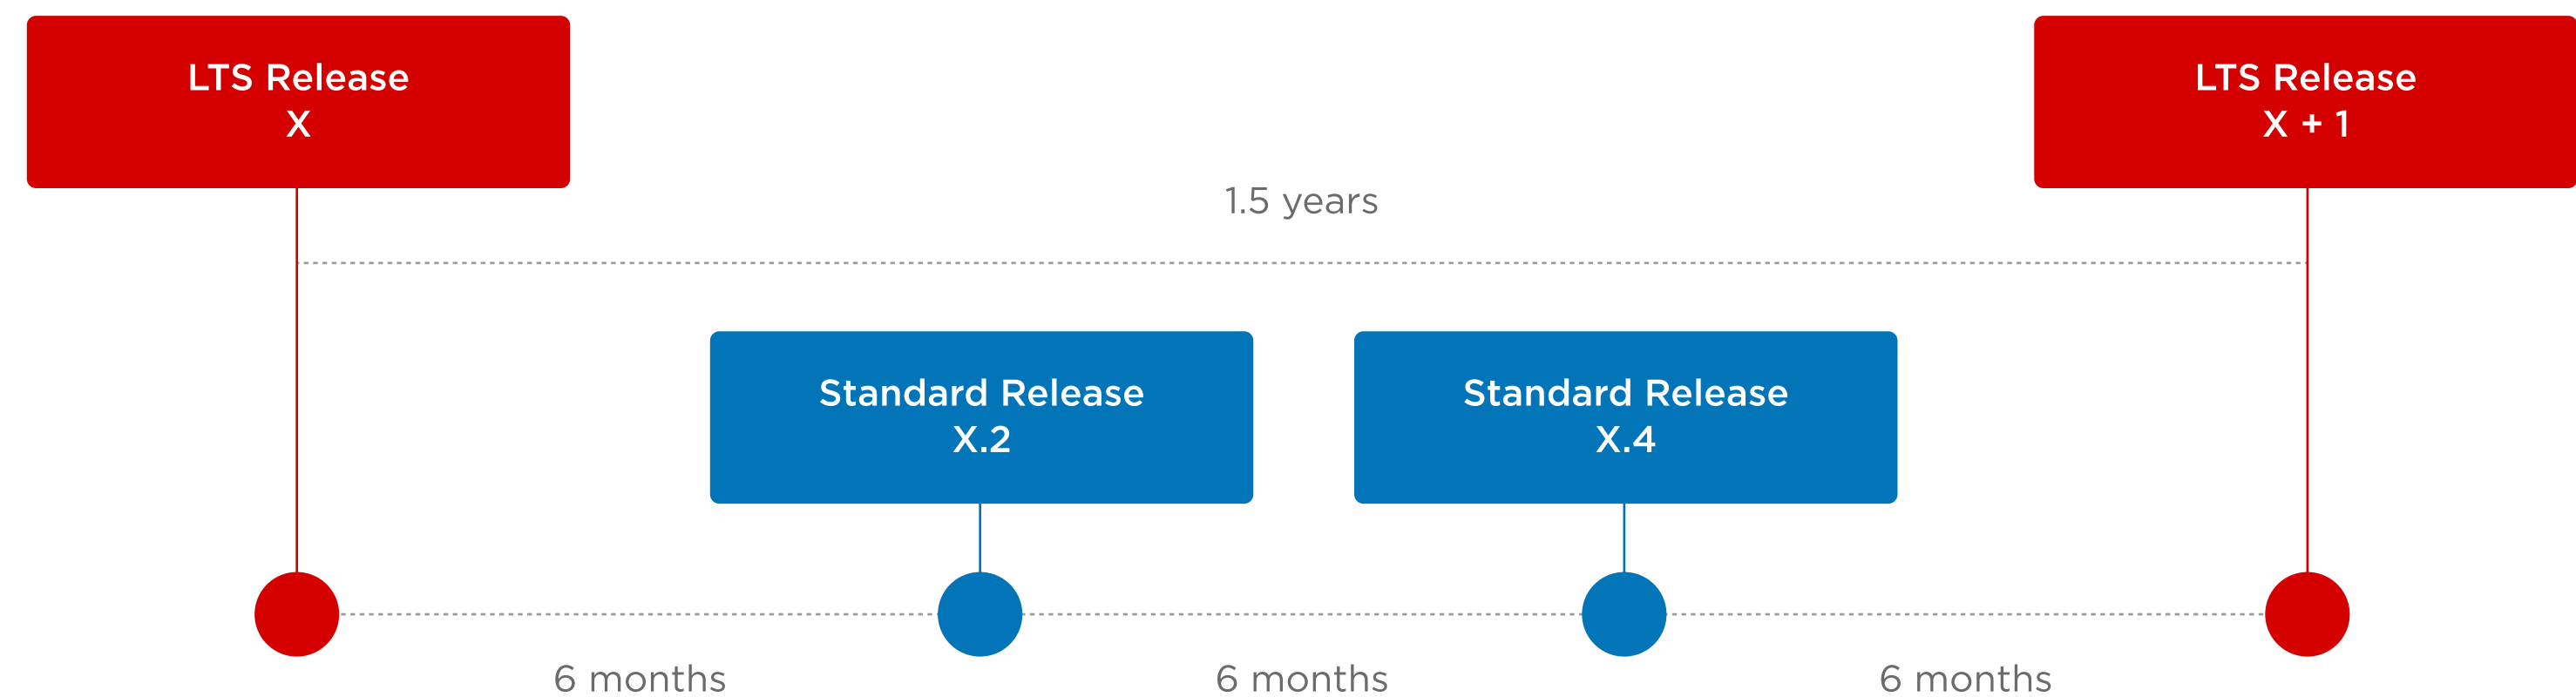 LTS Release
X
LTS Release
X + 1
1.5 years
Standard Release
X.2
Standard Release
X.4
6 months
6 months
6 months